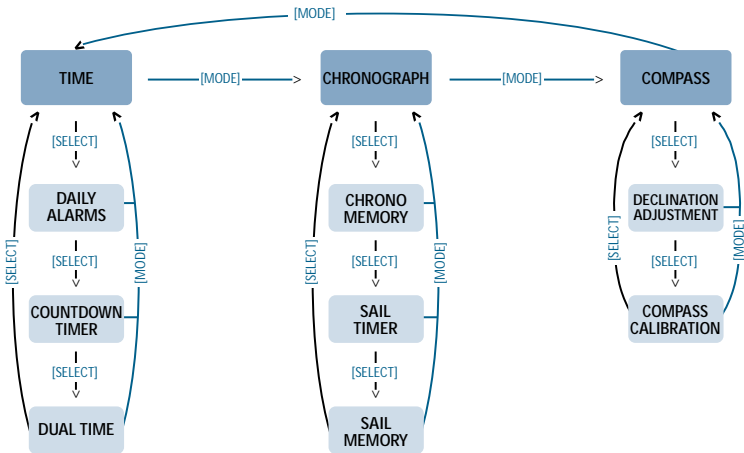 [MODE]
TIME
[MODE]
CHRONOGRAPH
[MODE]
COMPASS
[SELECT]
[SELECT]
[SELECT]
DAILY
ALARMS
CHRONO
MEMORY
DECLINATION
ADJUSTMENT
[SELECT]
[MODE]
[SELECT]
[MODE]
[SELECT]
[MODE]
[SELECT]
[SELECT]
[SELECT]
COUNTDOWN
TIMER
SAIL
TIMER
COMPASS
CALIBRATION
[SELECT]
[SELECT]
DUAL TIME
SAIL
MEMORY